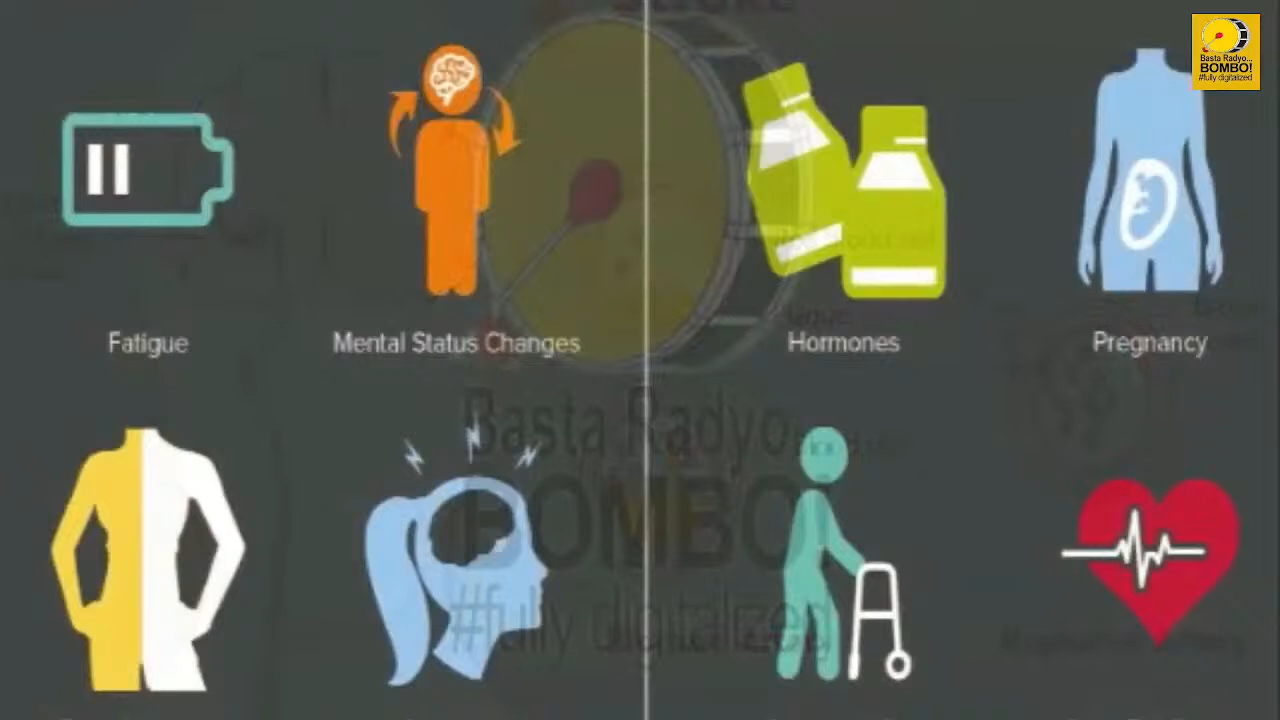 Basta Radyo...
BOMBO!
#fully digitalized
Fatigue
Mental Status Changes
Hormones
Pregnancy
Basta Radyo...
BOMBO!
#fully digitalized